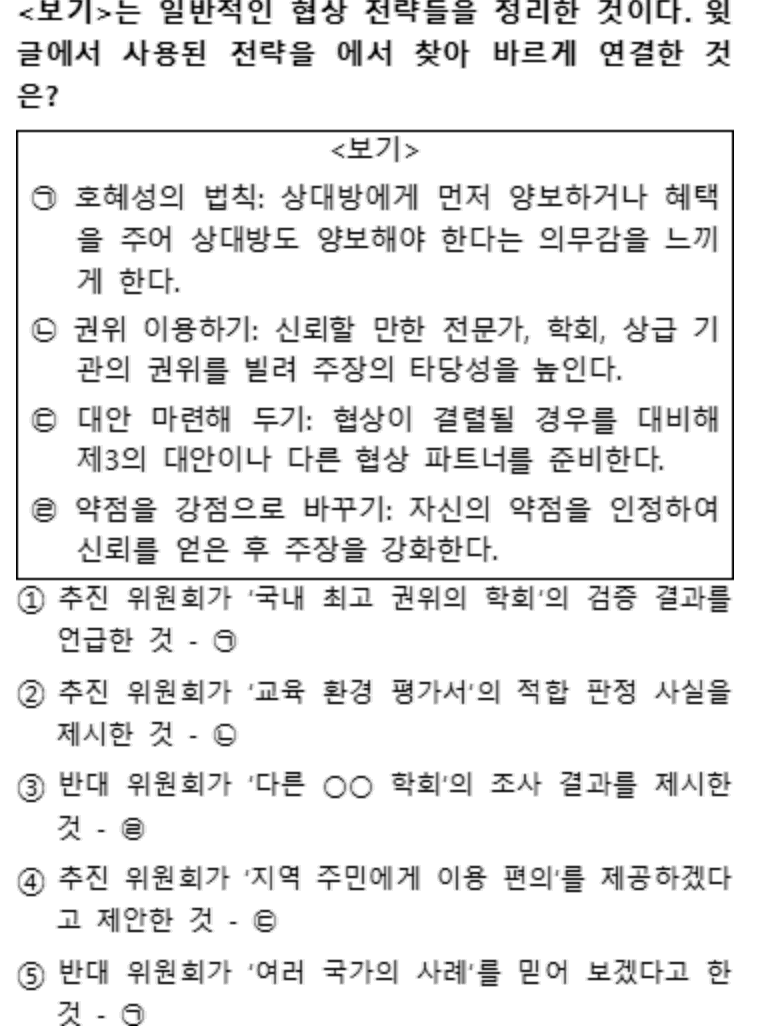 <보기>는 일반적인 협상 전략들을 정리한 것이다. 윗
글에서 사용된 전략을 에서 찾아 바르게 연결한 것
은?
<보기>
㉠ 호혜성의 법칙: 상대방에게 먼저 양보하거나 혜택
을 주어 상대방도 양보해야 한다는 의무감을 느끼
게 한다.
㉡ 권위 이용하기: 신뢰할 만한 전문가, 학회, 상급 기
관의 권위를 빌려 주장의 타당성을 높인다.
㉢ 대안 마련해 두기: 협상이 결렬될 경우를 대비해
제3의 대안이나 다른 협상 파트너를 준비한다.
㉣ 약점을 강점으로 바꾸기: 자신의 약점을 인정하여
신뢰를 얻은 후 주장을 강화한다.
① 추진 위원회가 '국내 최고 권위의 학회'의 검증 결과를
언급한 것 - ㉠
② 추진 위원회가 '교육 환경 평가서'의 적합 판정 사실을
제시한 것 - ㉡
③ 반대 위원회가 '다른 ○○ 학회'의 조사 결과를 제시한
것 - ㉣
④ 추진 위원회가 '지역 주민에게 이용 편의'를 제공하겠다
고 제안한 것 - ㉢
⑤ 반대 위원회가 '여러 국가의 사례'를 믿어 보겠다고 한
것 - ㉠